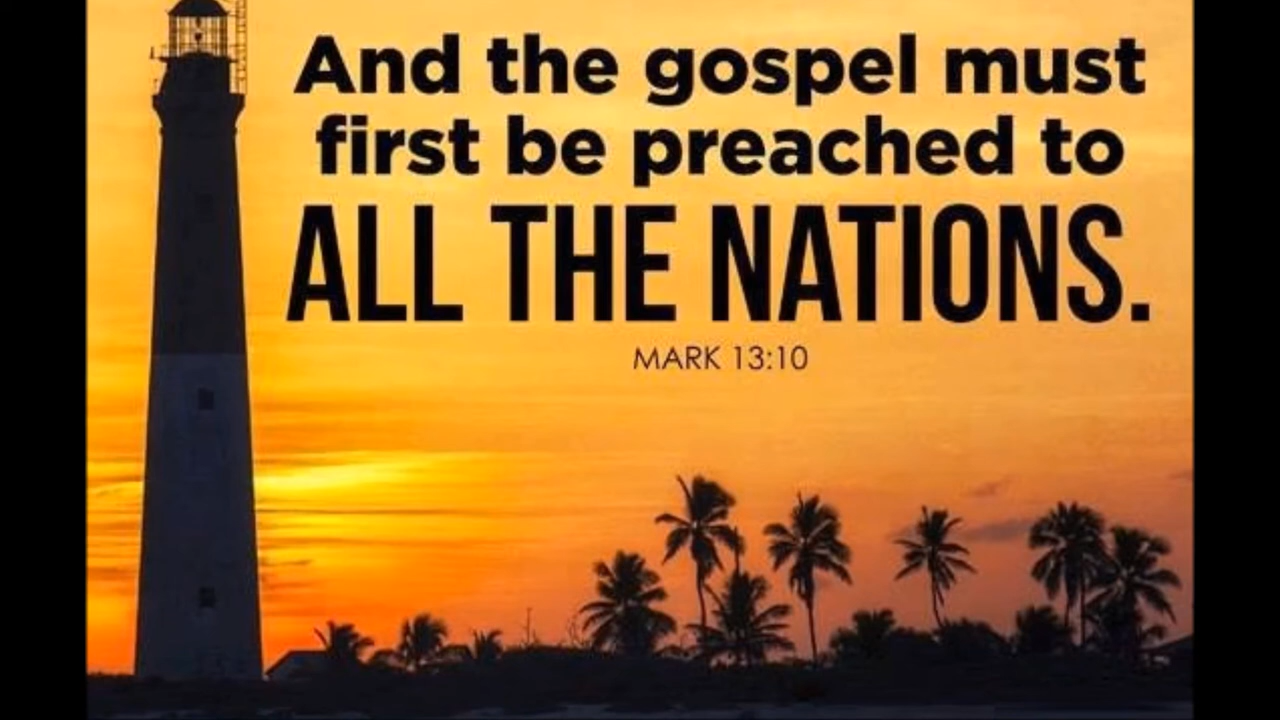 And the gospel must
first be preached to
ALL THE NATIONS.
MARK 13:10